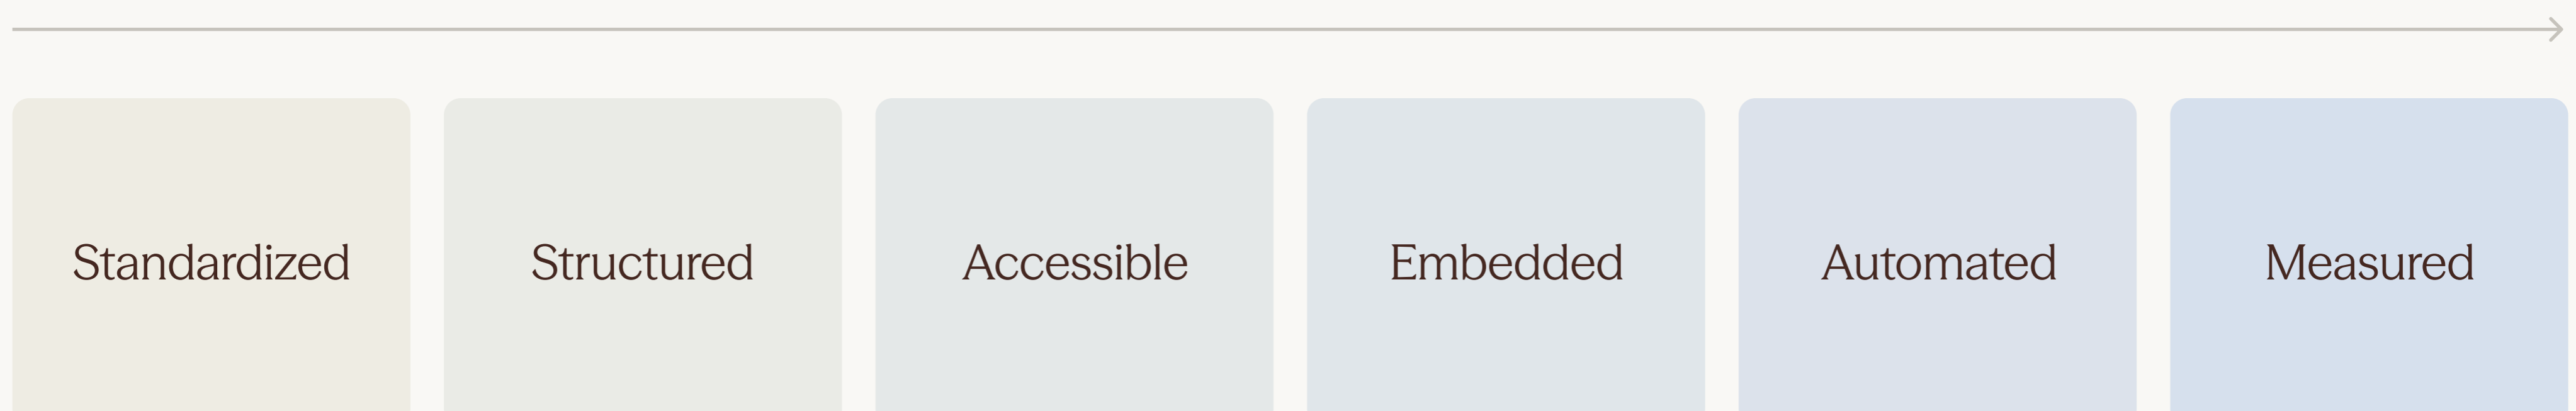 Standardized
Structured
Accessible
Embedded
Automated
Measured